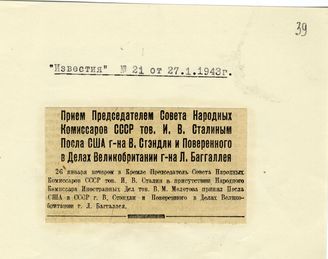 39
"Известия" № 21 от 27.1.1943г.
Прием Председателем Совета Народных
Комиссаров СССР тов. И. В. Сталиным
Посла США г-на В. Стэндли и Поверенного
в Делах Великобритании г-на Л. Баггаллея
26 января вечером в Кремле Председатель Совета Народных
Комиссаров СССР тов. И. В. Сталин в присутствии Народного
Комиссара Иностранных Дел тов. В. М. Молотова принял Посла
США в СССР г. В. Стэндли и Поверенного в Делах Велико-
британии г. Л. Баггаллея.